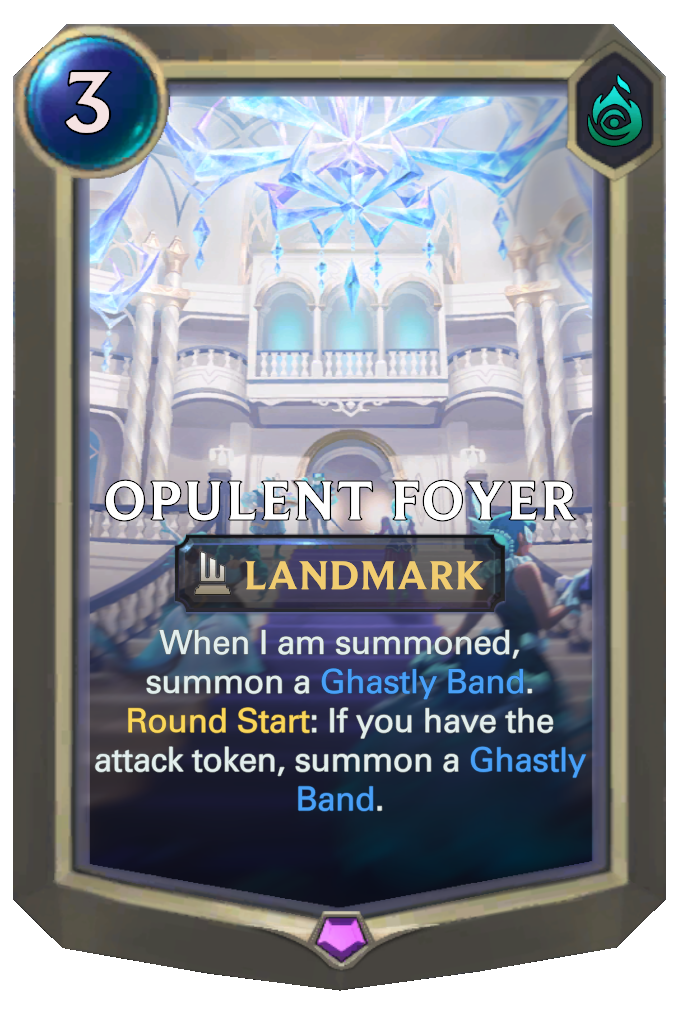 3
OPULENT FOYER
LANDMARK
When I am summoned,
summon a Ghastly Band.
Round Start: If you have the
attack token, summon a Ghastly
Band.